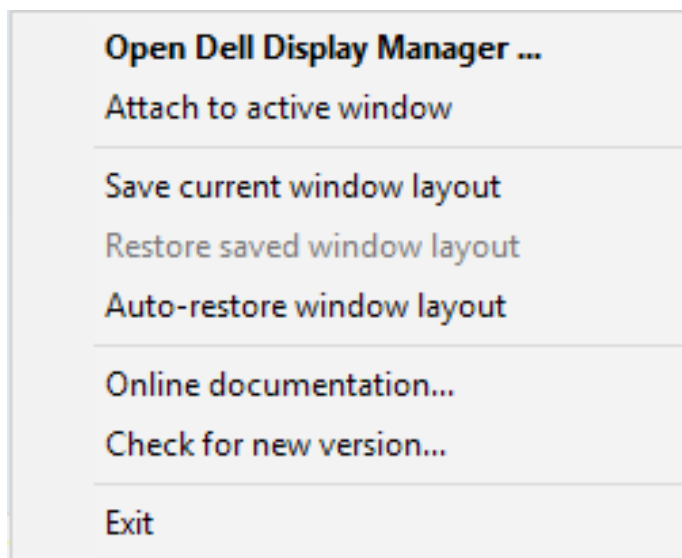 Open Dell Display Manager ...
Attach to active window
Save current window layout
Restore saved window layout
Auto-restore window layout
Online documentation...
Check for new version...
Exit